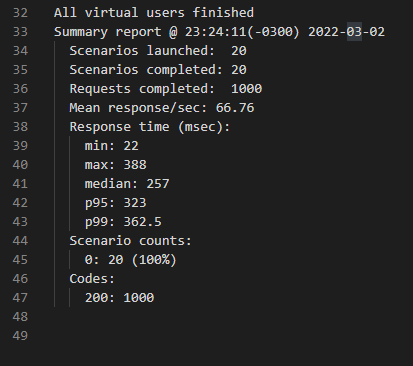 32 All virtual users finished
33 Summary report @ 23:24:11(-0300) 2022-03-02
34 Scenarios launched:  20
35 Scenarios completed: 20
36 Requests completed:  1000
37 Mean response/sec: 66.76
38 Response time (msec):
39 min: 22
40 max: 388
41 median: 257
42 p95: 323
43 p99: 362.5
44 Scenario counts:
45 0: 20 (100%)
46 Codes:
47 200: 1000
48
49